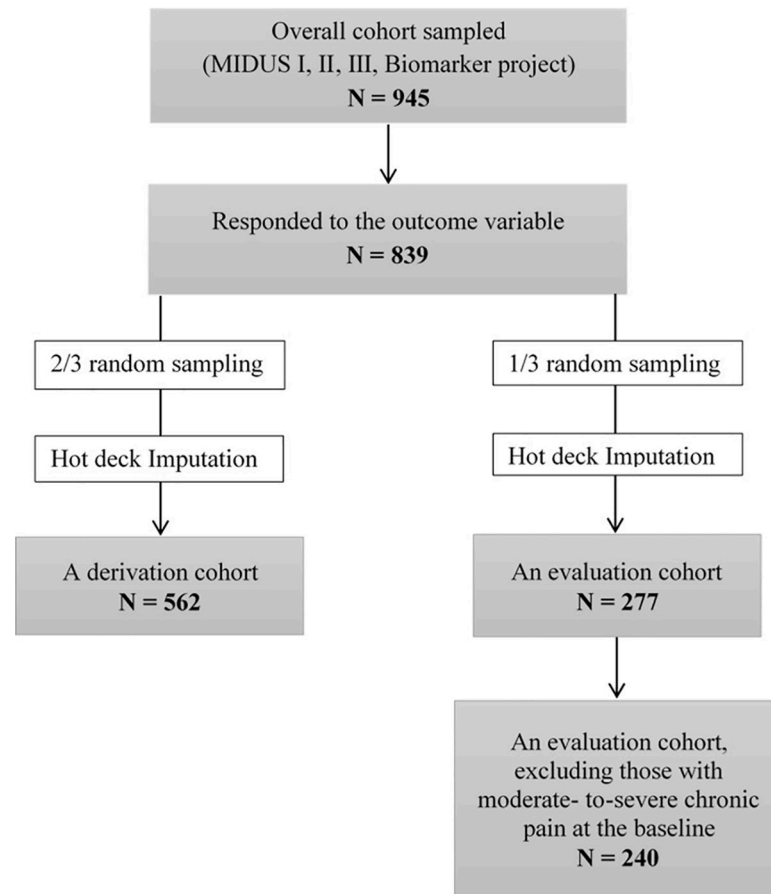 Overall cohort sampled
(MIDUS I, II, III, Biomarker project)
N = 945
Responded to the outcome variable
N = 839
2/3 random sampling
1/3 random sampling
Hot deck Imputation
Hot deck Imputation
A derivation cohort
N = 562
An evaluation cohort
N = 277
An evaluation cohort,
excluding those with
moderate- to-severe chronic
pain at the baseline
N = 240